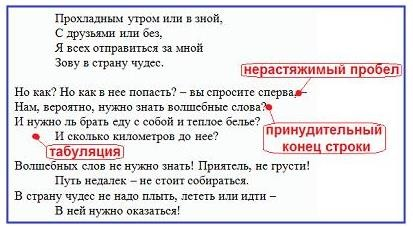 Прохладным утром или в зной,
С друзьями или без,
Я всех отправиться за мной
Зову в страну чудес.
нерастяжимый пробел
Но как? Но как в нее попасть? – вы спросите сперва. –
Нам, вероятно, нужно знать волшебные слова?
И нужно ль брать еду с собой и теплое белье?
принудительный
конец строки
И сколько километров до нее?
табуляция
Волшебных слов не нужно знать! Приятель, не грусти!
Путь недалек – не стоит собираться.
В страну чудес не надо плыть, лететь или идти –
В ней нужно оказаться!